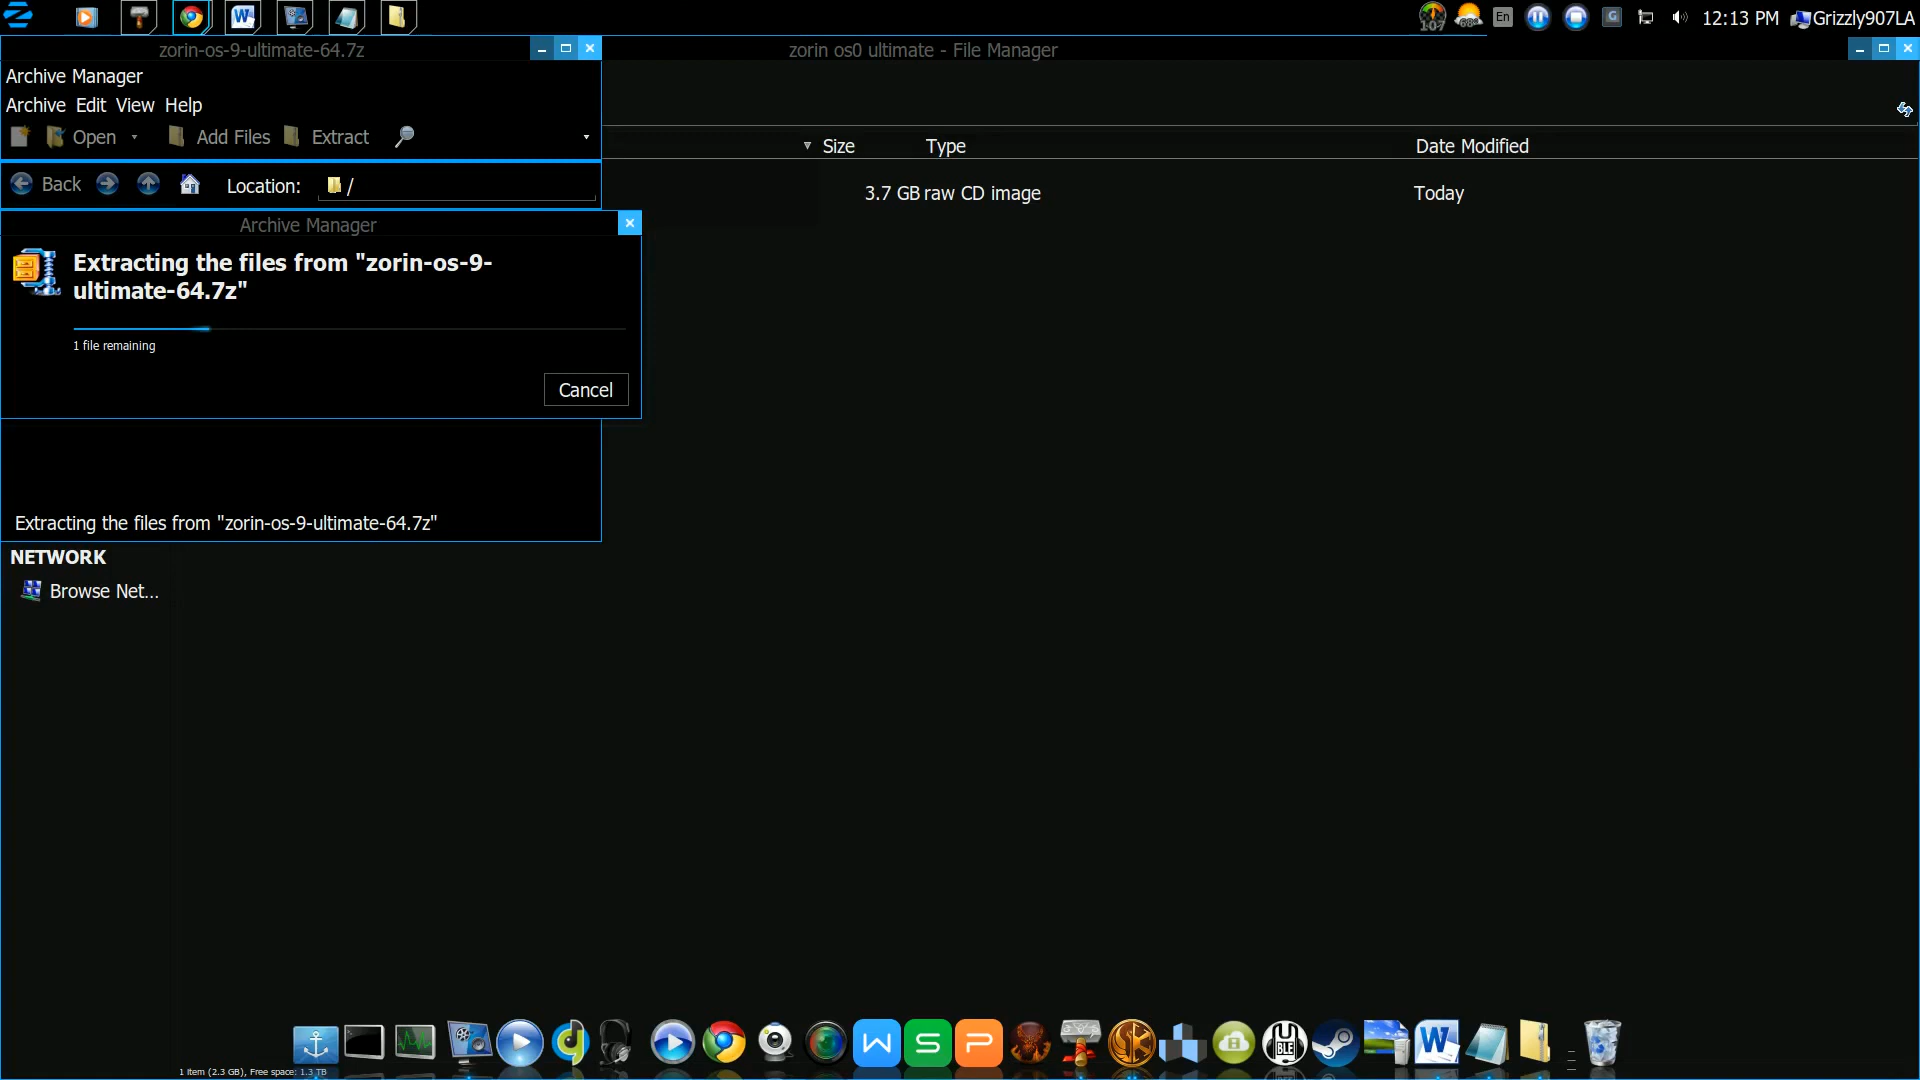 107
68°
En
G
12:13 PM
Grizzly907LA
zorin-os-9-ultimate-64.7z
zorin os0 ultimate - File Manager
Archive Manager
Archive Edit View Help
Open Add Files Extract
Size Type Date Modified
Back Location: /
3.7 GB raw CD image Today
Archive Manager
Extracting the files from "zorin-os-9-
ultimate-64.7z"
1 file remaining
Cancel
Extracting the files from "zorin-os-9-ultimate-64.7z"
NETWORK
Browse Net...
W S P
BLE
W
1 item (2.3 GB), Free space: 1.3 TB